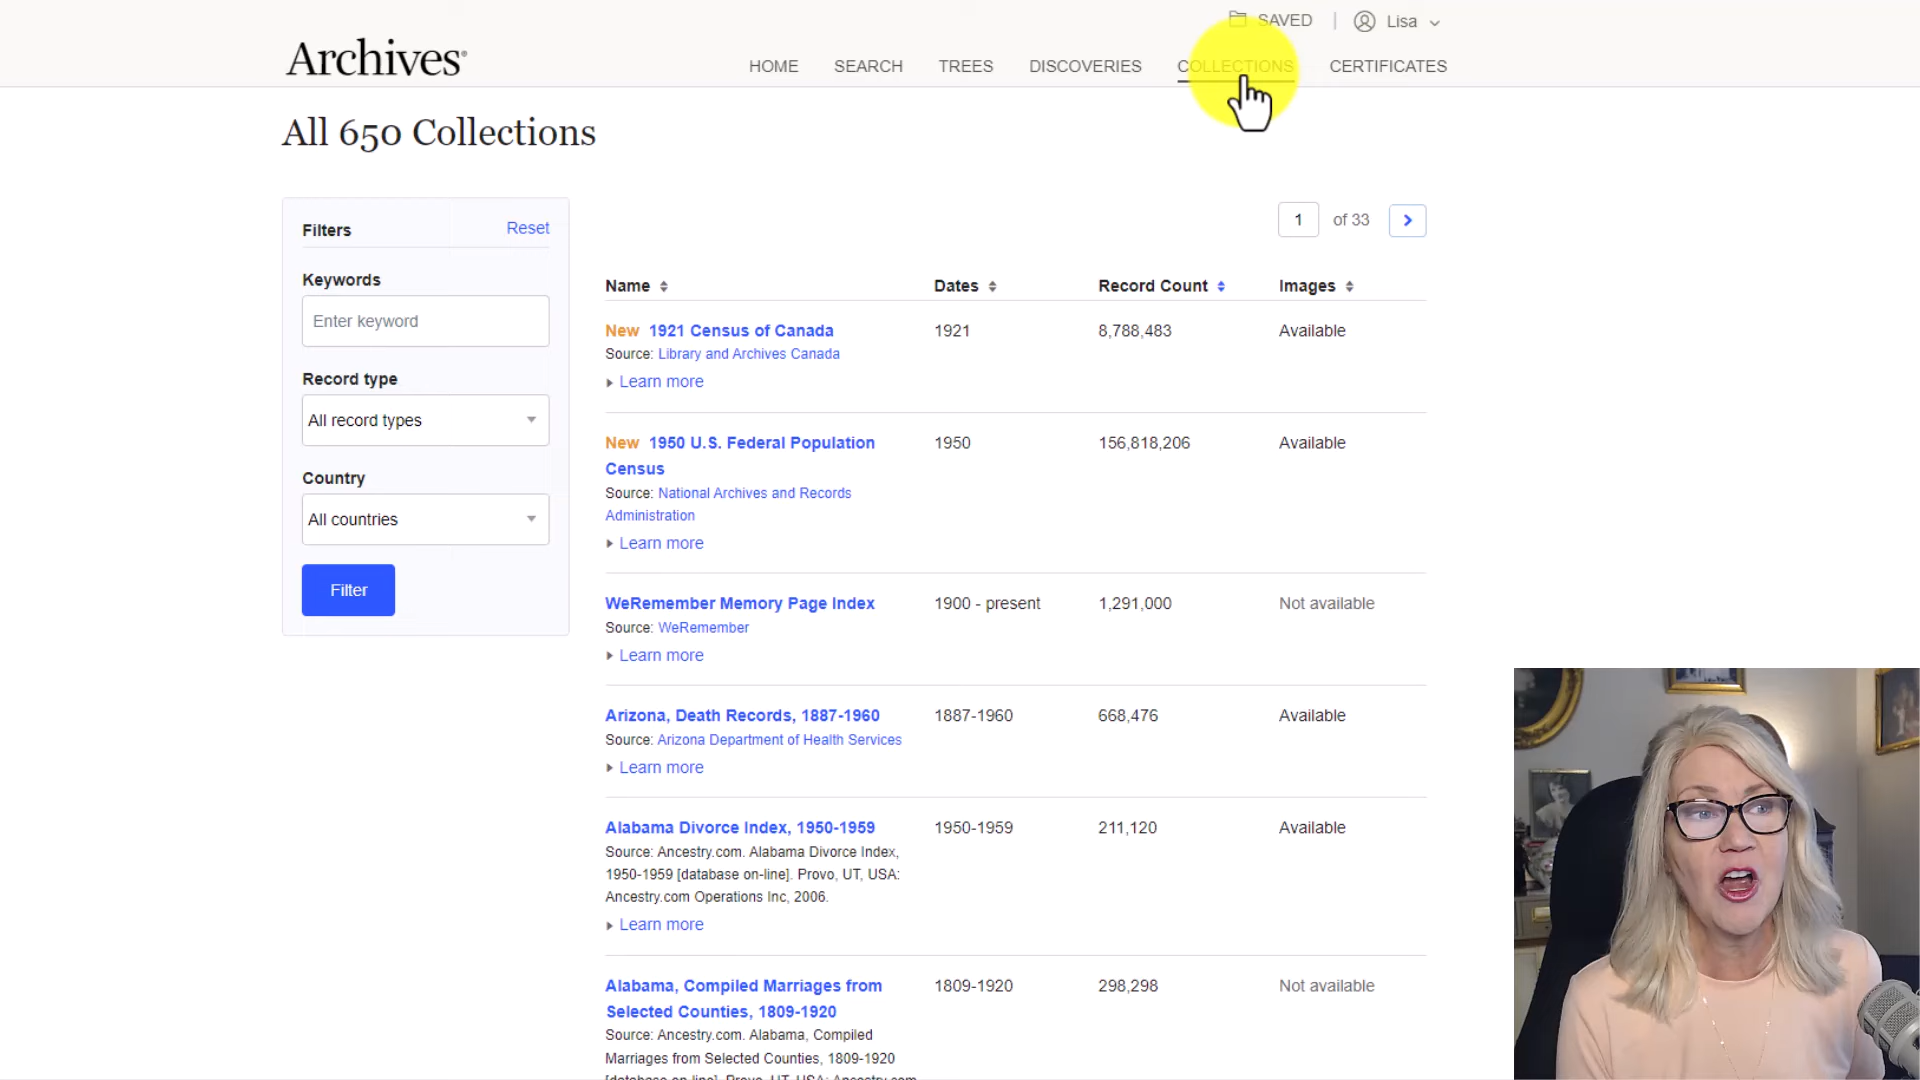 SAVED | Lisa
Archives®
HOME SEARCH TREES DISCOVERIES COLLECTIONS CERTIFICATES
All 650 Collections
Filters Reset
Keywords
Enter keyword
Record type
All record types
Country
All countries
Filter
1 of 33
Name Dates Record Count Images
New 1921 Census of Canada 1921 8,788,483 Available
Source: Library and Archives Canada
Learn more
New 1950 U.S. Federal Population 1950 156,818,206 Available
Census
Source: National Archives and Records
Administration
Learn more
WeRemember Memory Page Index 1900 - present 1,291,000 Not available
Source: WeRemember
Learn more
Arizona, Death Records, 1887-1960 1887-1960 668,476 Available
Source: Arizona Department of Health Services
Learn more
Alabama Divorce Index, 1950-1959 1950-1959 211,120 Available
Source: Ancestry.com. Alabama Divorce Index,
1950-1959 [database on-line]. Provo, UT, USA:
Ancestry.com Operations Inc, 2006.
Learn more
Alabama, Compiled Marriages from 1809-1920 298,298 Not available
Selected Counties, 1809-1920
Source: Ancestry.com. Alabama, Compiled
Marriages from Selected Counties, 1809-1920
[database on-line]. Provo, UT, USA: Ancestry.com